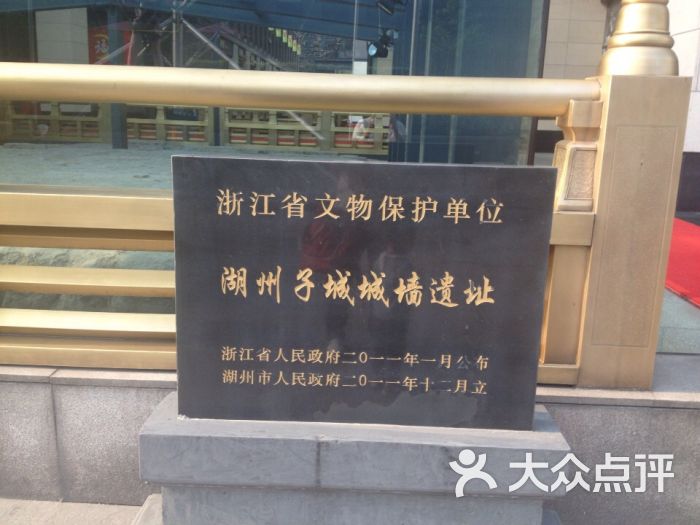 浙江省文物保护单位
湖州子城城墙遗址
浙江省人民政府二〇一一年一月公布
湖州市人民政府二〇一一年十二月立
大众点评